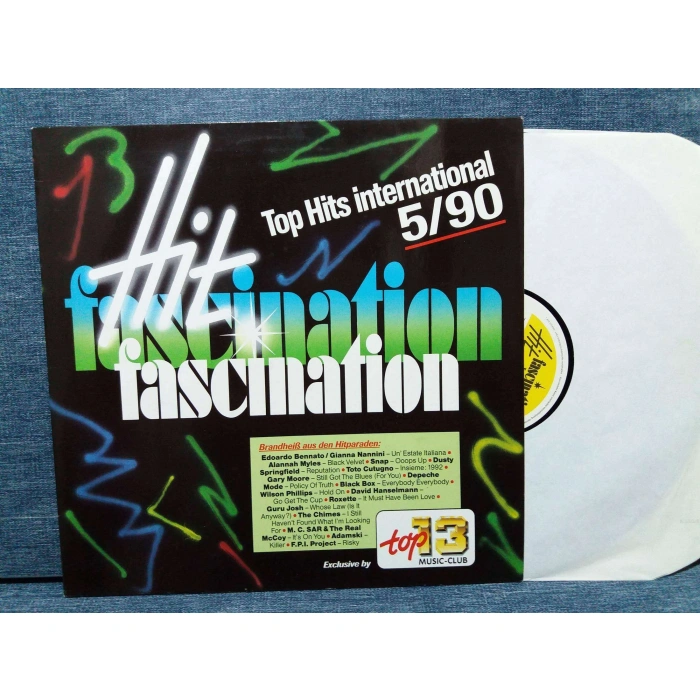 13
Hit
Top Hits international
5/90
fascination
fascination
Brandheiß aus den Hitparaden:
Edoardo Bennato / Gianna Nannini – Un' Estate Italiana •
Alannah Myles – Black Velvet • Snap – Ooops Up • Dusty
Springfield – Reputation • Toto Cutugno – Insieme: 1992 •
Gary Moore – Still Got The Blues (For You) • Depeche
Mode – Policy Of Truth • Black Box – Everybody Everybody •
Wilson Phillips – Hold On • David Hanselmann –
Go Get The Cup • Roxette – It Must Have Been Love •
Guru Josh – Whose Law (Is It
Anyway?) • The Chimes – I Still
Haven't Found What I'm Looking
For • M. C. SAR & The Real
McCoy – It's On You • Adamski –
Killer • F.P.I. Project – Risky
Exclusive by
top 13
MUSIC-CLUB
Hit
fascination